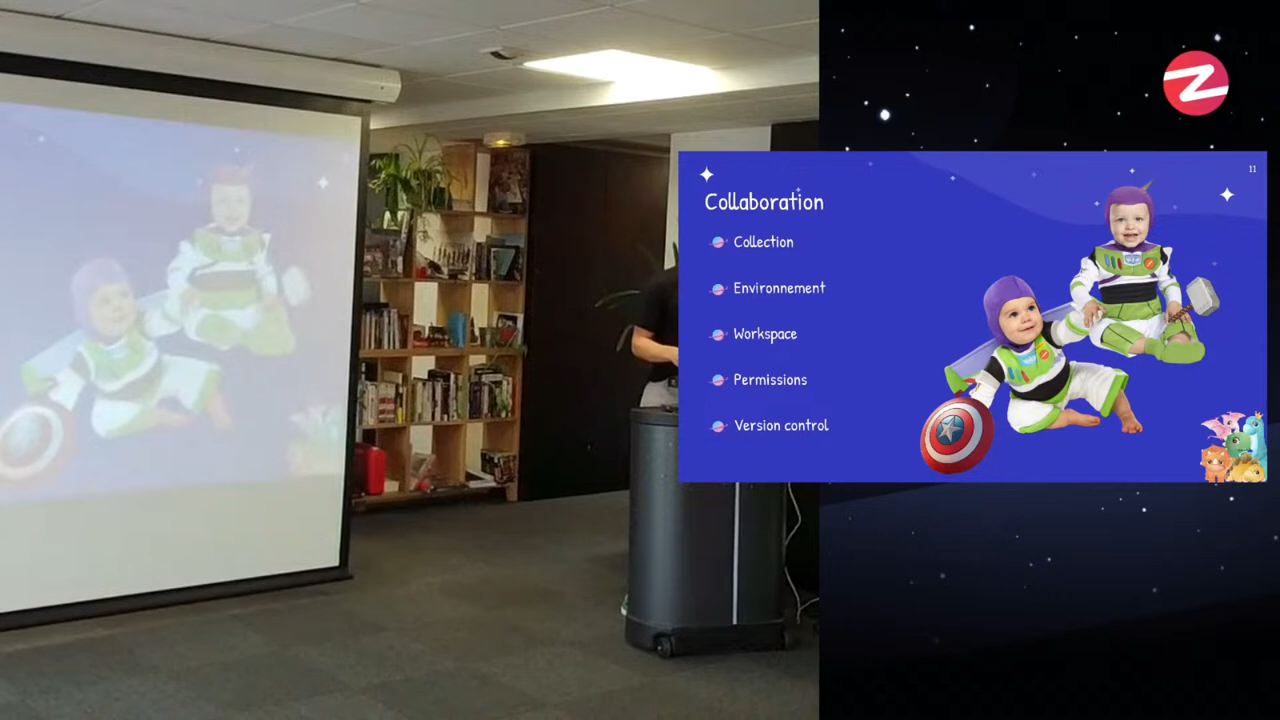 11
Collaboration
Collection
Environnement
Workspace
Permissions
Version control